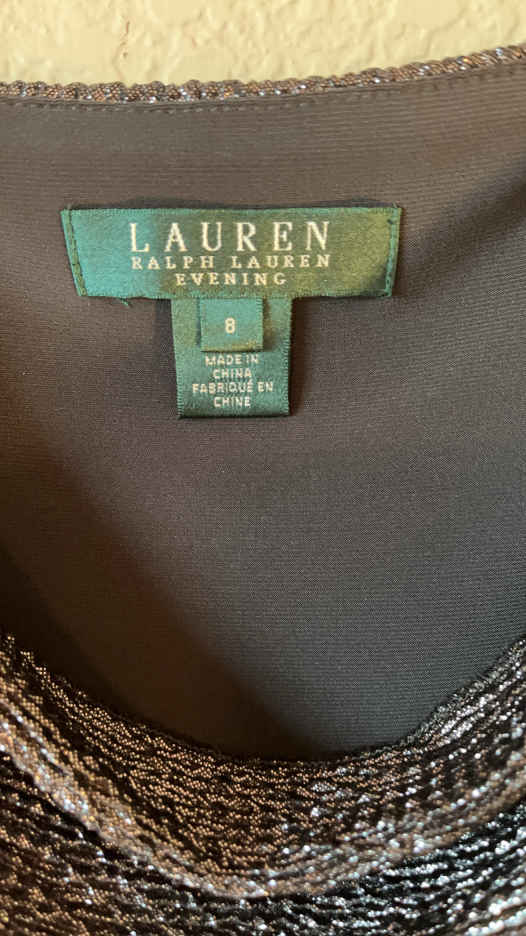 LAUREN
RALPH LAUREN
EVENING
8
MADE IN
CHINA
FABRIQUÉ EN
CHINE